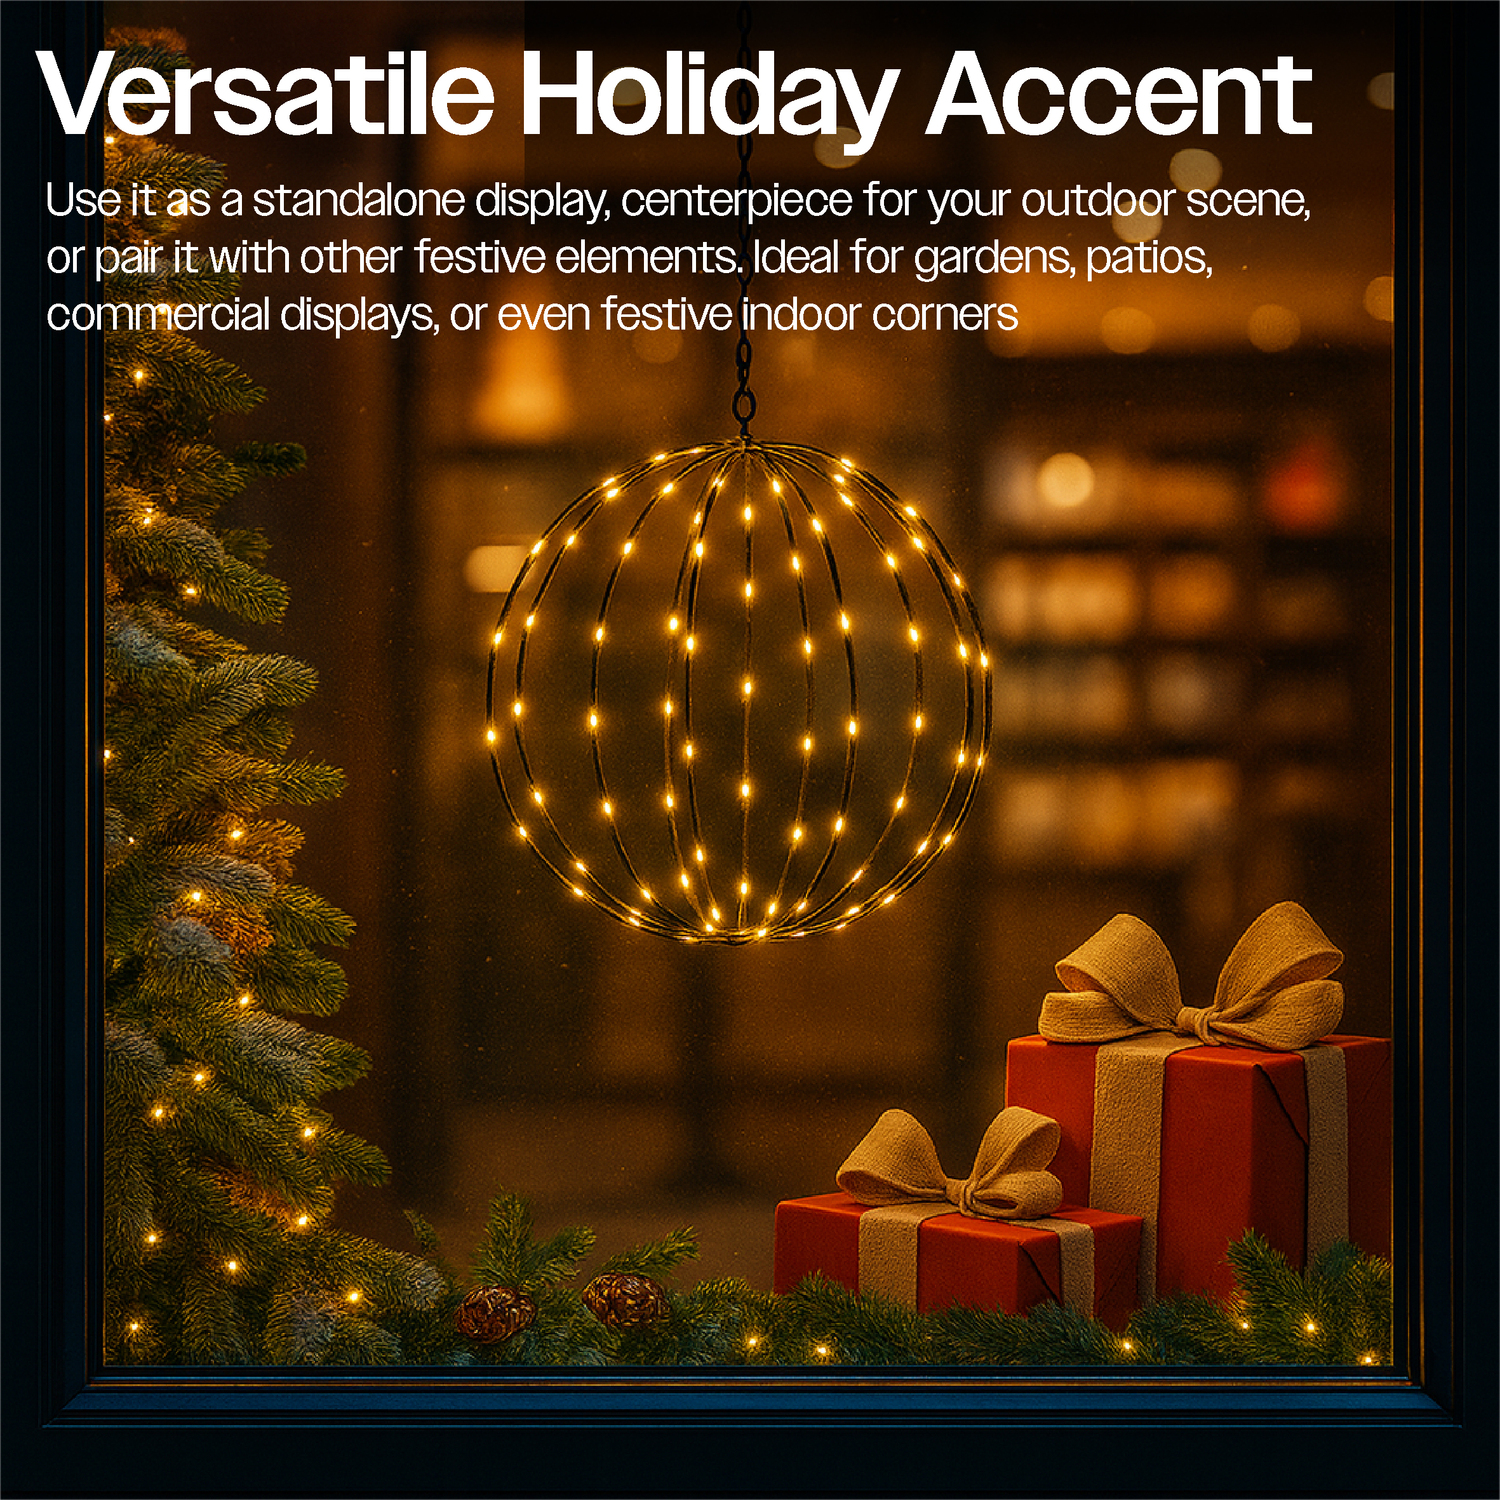 Versatile Holiday Accent
Use it as a standalone display, centerpiece for your outdoor scene,
or pair it with other festive elements. Ideal for gardens, patios,
commercial displays, or even festive indoor corners